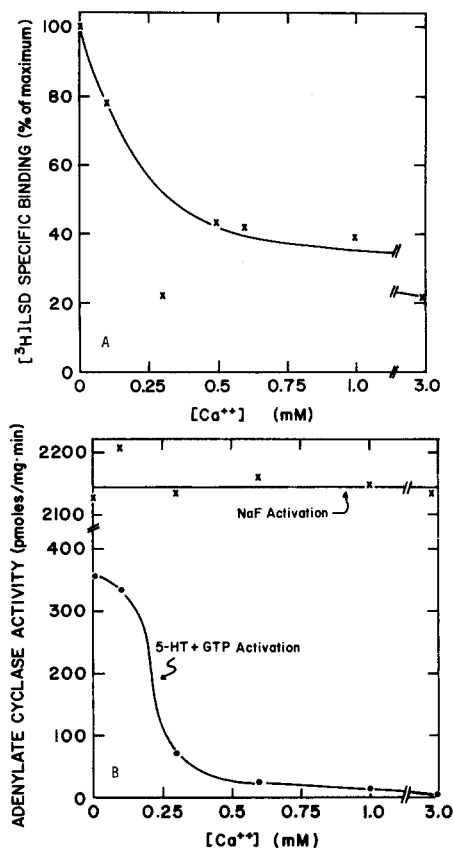 [³H]LSD SPECIFIC BINDING (% of maximum)
100
80
60
40
20
0
A
0 0.25 0.5 0.75 1.0 3.0
[Ca⁺⁺] (mM)
ADENYLATE CYCLASE ACTIVITY (pmoles/mg·min)
2200
2100
400
300
200
100
0
NaF Activation
5-HT + GTP Activation
B
0 0.25 0.5 0.75 1.0 3.0
[Ca⁺⁺] (mM)